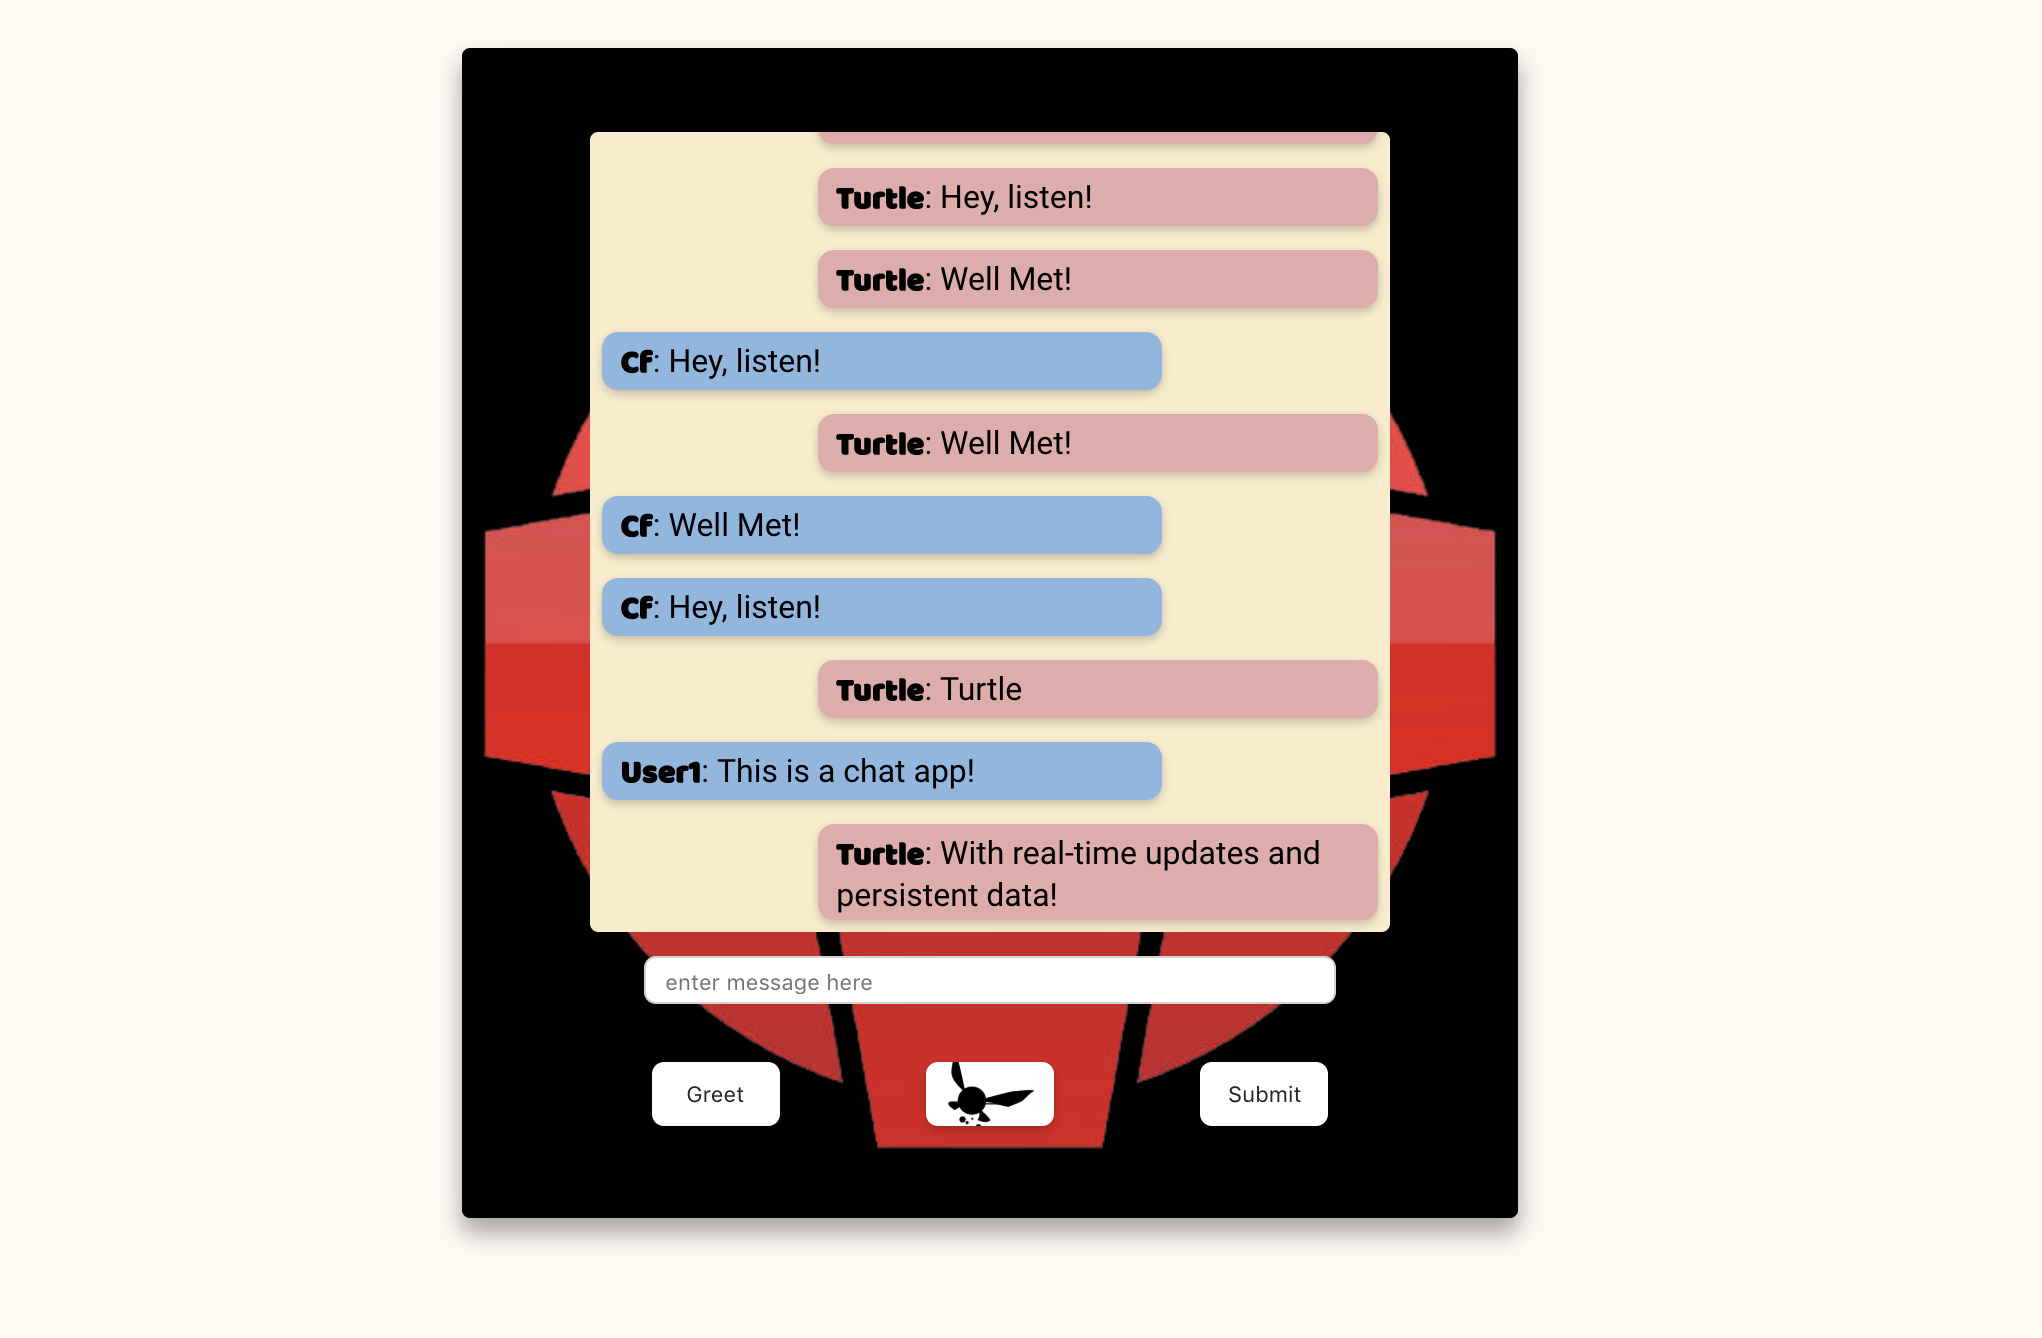 Turtle: Hey, listen!
Turtle: Well Met!
Cf: Hey, listen!
Turtle: Well Met!
Cf: Well Met!
Cf: Hey, listen!
Turtle: Turtle
User1: This is a chat app!
Turtle: With real-time updates and
persistent data!
enter message here
Greet
Submit